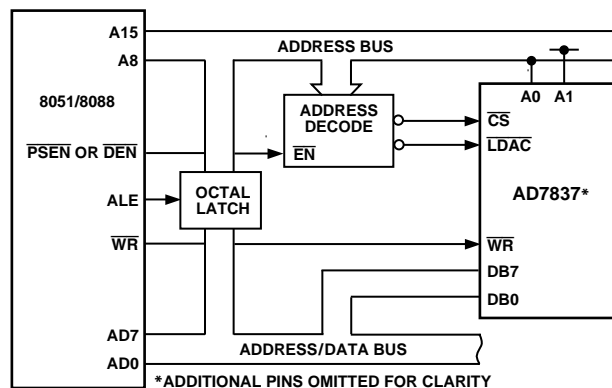 A15
ADDRESS BUS
A8
A0 A1
8051/8088
ADDRESS
DECODE
CS
PSEN OR DEN
EN
LDAC
ALE
OCTAL
LATCH
AD7837*
WR
WR
DB7
DB0
AD7
ADDRESS/DATA BUS
AD0
*ADDITIONAL PINS OMITTED FOR CLARITY